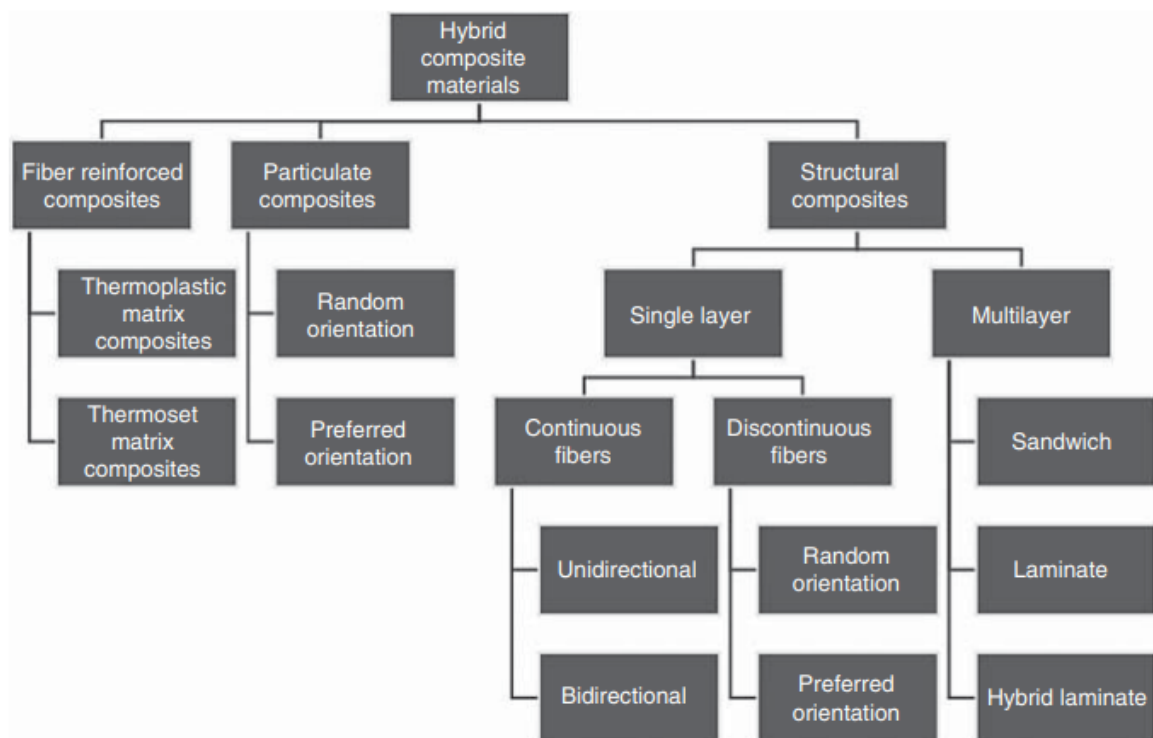 Hybrid
composite
materials
Fiber reinforced
composites
Particulate
composites
Structural
composites
Thermoplastic
matrix
composites
Random
orientation
Single layer
Multilayer
Thermoset
matrix
composites
Preferred
orientation
Continuous
fibers
Discontinuous
fibers
Sandwich
Unidirectional
Random
orientation
Laminate
Bidirectional
Preferred
orientation
Hybrid laminate